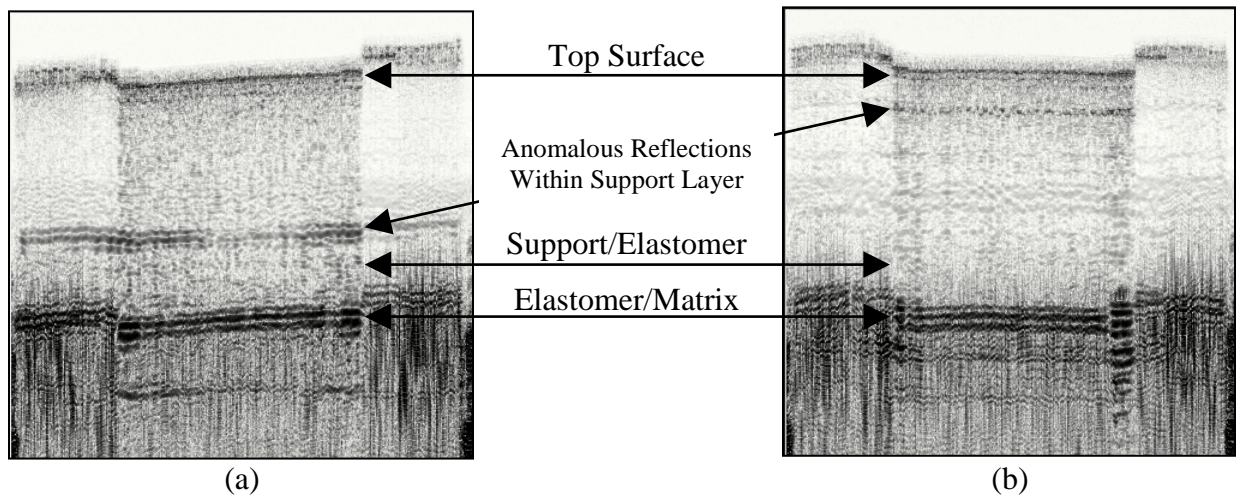 Top Surface
Anomalous Reflections
Within Support Layer
Support/Elastomer
Elastomer/Matrix
(a)
(b)